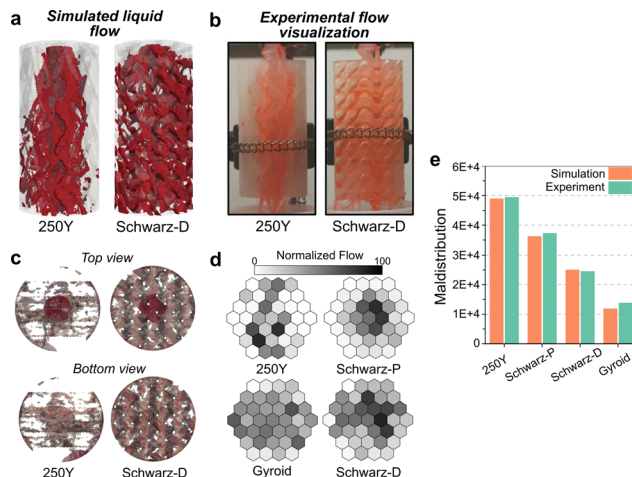 a
Simulated liquid
flow
250Y
Schwarz-D
b
Experimental flow
visualization
250Y
Schwarz-D
c
Top view
Bottom view
250Y
Schwarz-D
d
Normalized Flow
0
100
250Y
Schwarz-P
Gyroid
Schwarz-D
e
Maldistribution
6E+4
5E+4
4E+4
3E+4
2E+4
1E+4
0
Simulation
Experiment
250Y
Schwarz-P
Schwarz-D
Gyroid